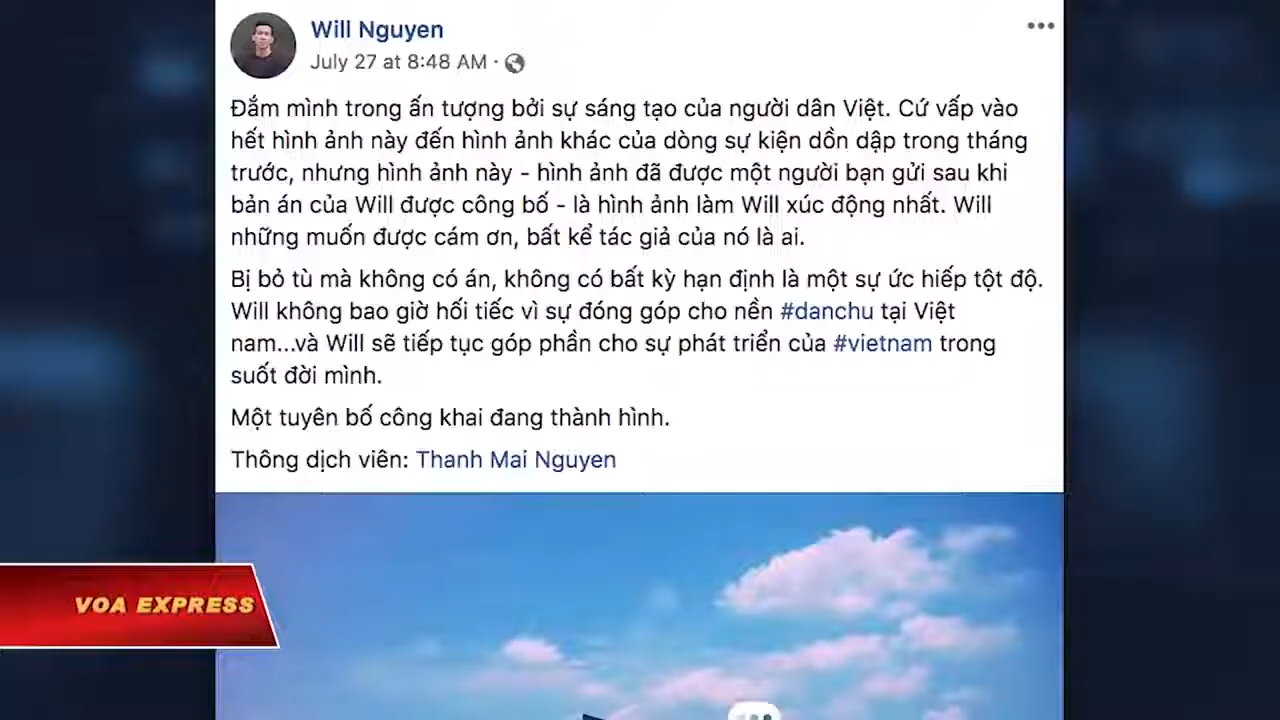 Will Nguyen
July 27 at 8:48 AM ·
Đắm mình trong ấn tượng bởi sự sáng tạo của người dân Việt. Cứ vấp vào
hết hình ảnh này đến hình ảnh khác của dòng sự kiện dồn dập trong tháng
trước, nhưng hình ảnh này - hình ảnh đã được một người bạn gửi sau khi
bản án của Will được công bố - là hình ảnh làm Will xúc động nhất. Will
những muốn được cám ơn, bất kể tác giả của nó là ai.
Bị bỏ tù mà không có án, không có bất kỳ hạn định là một sự ức hiếp tột độ.
Will không bao giờ hối tiếc vì sự đóng góp cho nền #danchu tại Việt
nam...và Will sẽ tiếp tục góp phần cho sự phát triển của #vietnam trong
suốt đời mình.
Một tuyên bố công khai đang thành hình.
Thông dịch viên: Thanh Mai Nguyen
VOA EXPRESS